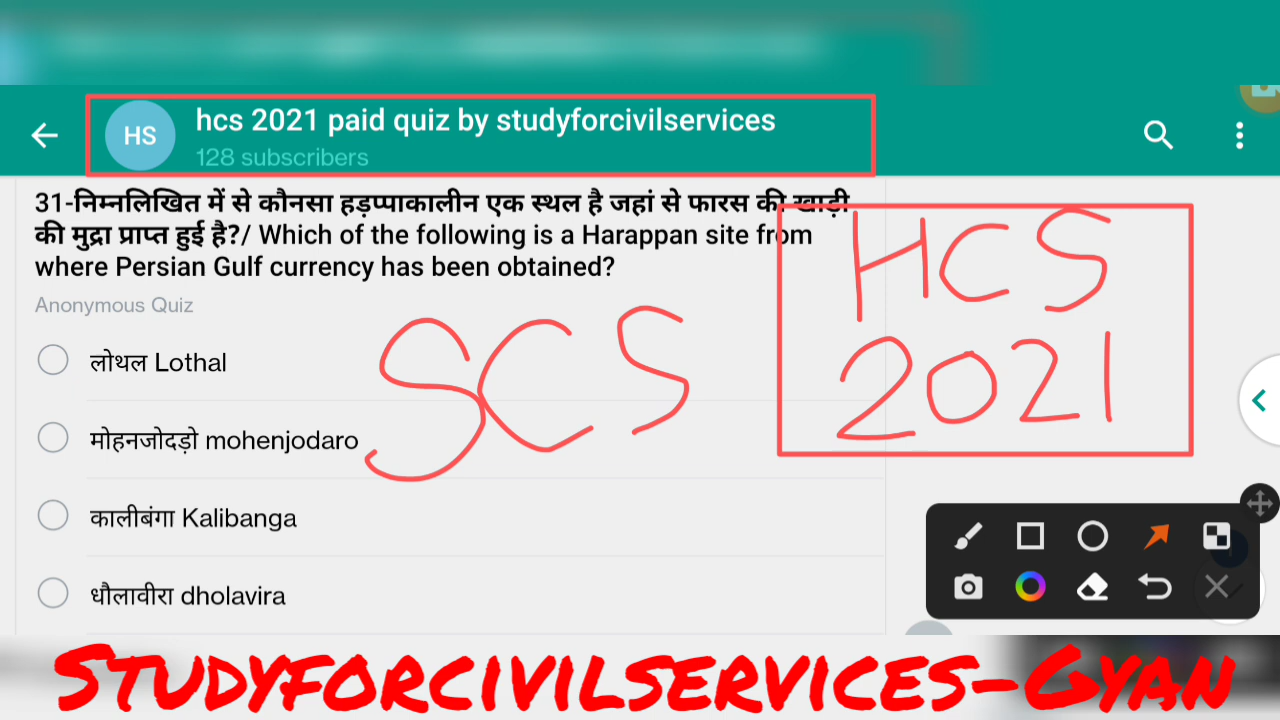 HS
hcs 2021 paid quiz by studyforcivilservices
128 subscribers
31-निम्नलिखित में से कौनसा हड़प्पाकालीन एक स्थल है जहां से फारस की खाड़ी
की मुद्रा प्राप्त हुई है?/ Which of the following is a Harappan site from
where Persian Gulf currency has been obtained?
Anonymous Quiz
लोथल Lothal
मोहनजोदड़ो mohenjodaro
कालीबंगा Kalibanga
धौलावीरा dholavira
SCS
HCS
2021
STUDYFORCIVILSERVICES-GYAN